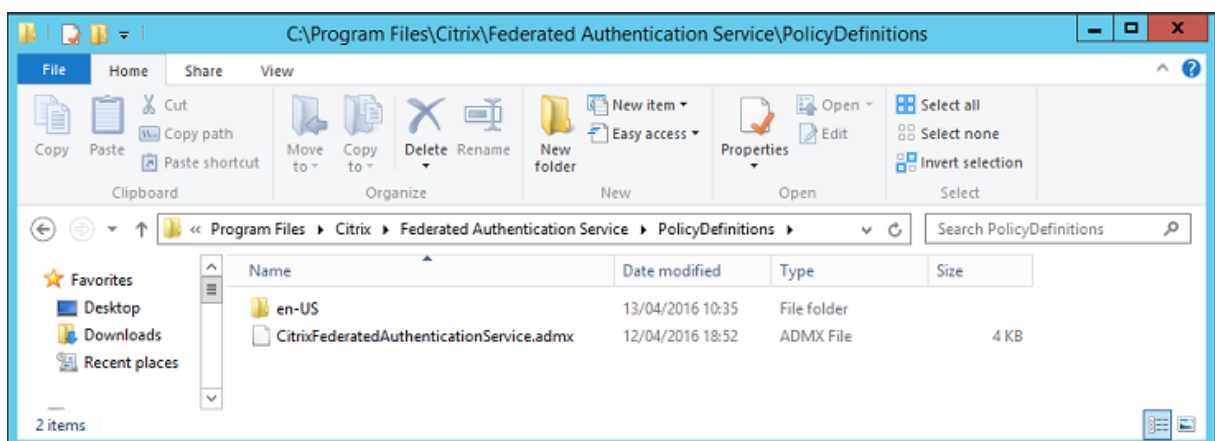 C:\Program Files\Citrix\Federated Authentication Service\PolicyDefinitions
File Home Share View
Copy
Paste
Cut
Copy path
Paste shortcut
Clipboard
Move to
Copy to
Delete
Rename
Organize
New folder
New item
Easy access
New
Properties
Open
Edit
Open
Select all
Select none
Invert selection
Select
« Program Files Citrix Federated Authentication Service PolicyDefinitions
Search PolicyDefinitions
Favorites
Desktop
Downloads
Recent places
Name Date modified Type Size
en-US 13/04/2016 10:35 File folder
CitrixFederatedAuthenticationService.admx 12/04/2016 18:52 ADMX File 4 KB
2 items